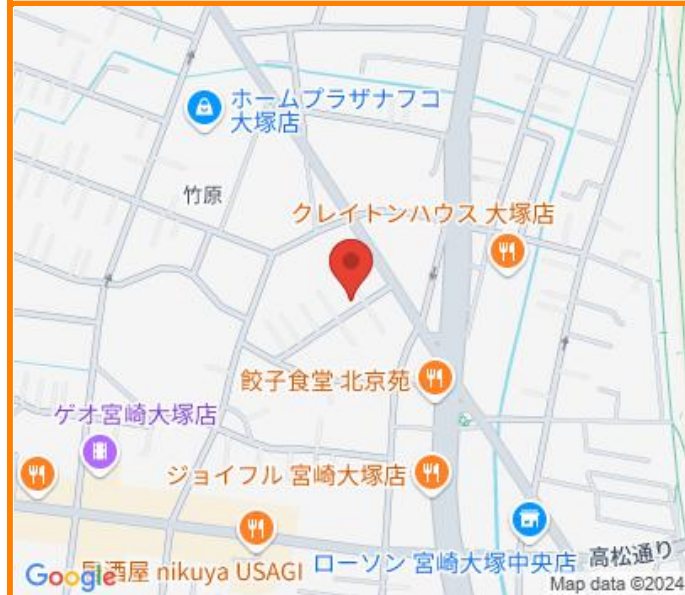 ホームプラザナフコ
大塚店
竹原
クレイトンハウス 大塚店
餃子食堂 北京苑
ゲオ宮崎大塚店
ジョイフル 宮崎大塚店
酒屋 nikuya USAGI
ローソン 宮崎大塚中央店
高松通り
Google
Map data ©2024